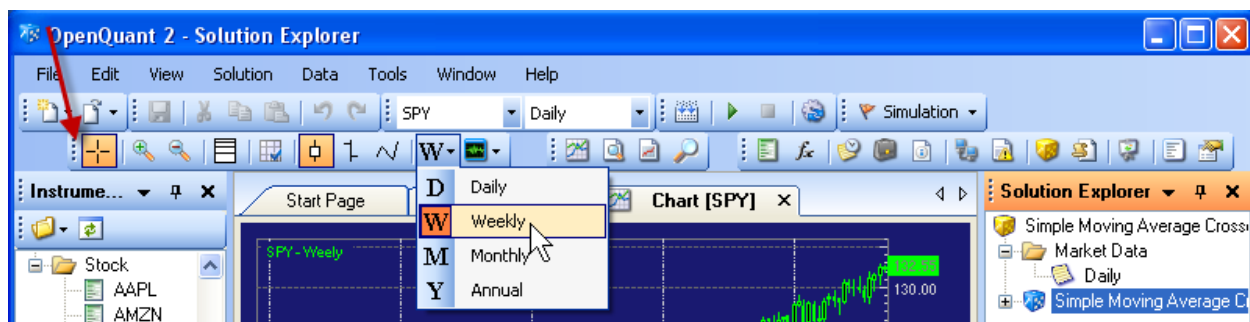 OpenQuant 2 - Solution Explorer
File Edit View Solution Data Tools Window Help
SPY Daily Simulation
W
Instrume... Start Page Chart [SPY] Solution Explorer
D Daily
W Weekly
M Monthly
Y Annual
SPY - Weely
132.55
130.00
Stock
AAPL
AMZN
Simple Moving Average Cross
Market Data
Daily
Simple Moving Average C